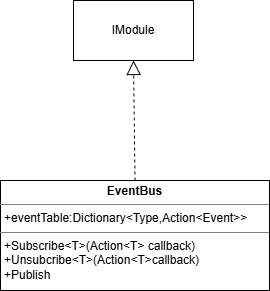 IModule
EventBus
+eventTable:Dictionary<Type,Action<Event>>
+Subscribe<T>(Action<T> callback)
+Unsubcribe<T>(Action<T>callback)
+Publish